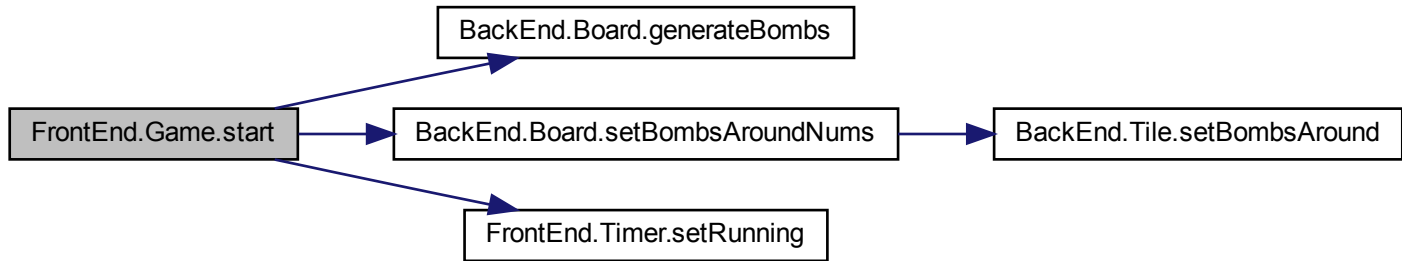 BackEnd.Board.generateBombs
FrontEnd.Game.start
BackEnd.Board.setBombsAroundNums
BackEnd.Tile.setBombsAround
FrontEnd.Timer.setRunning